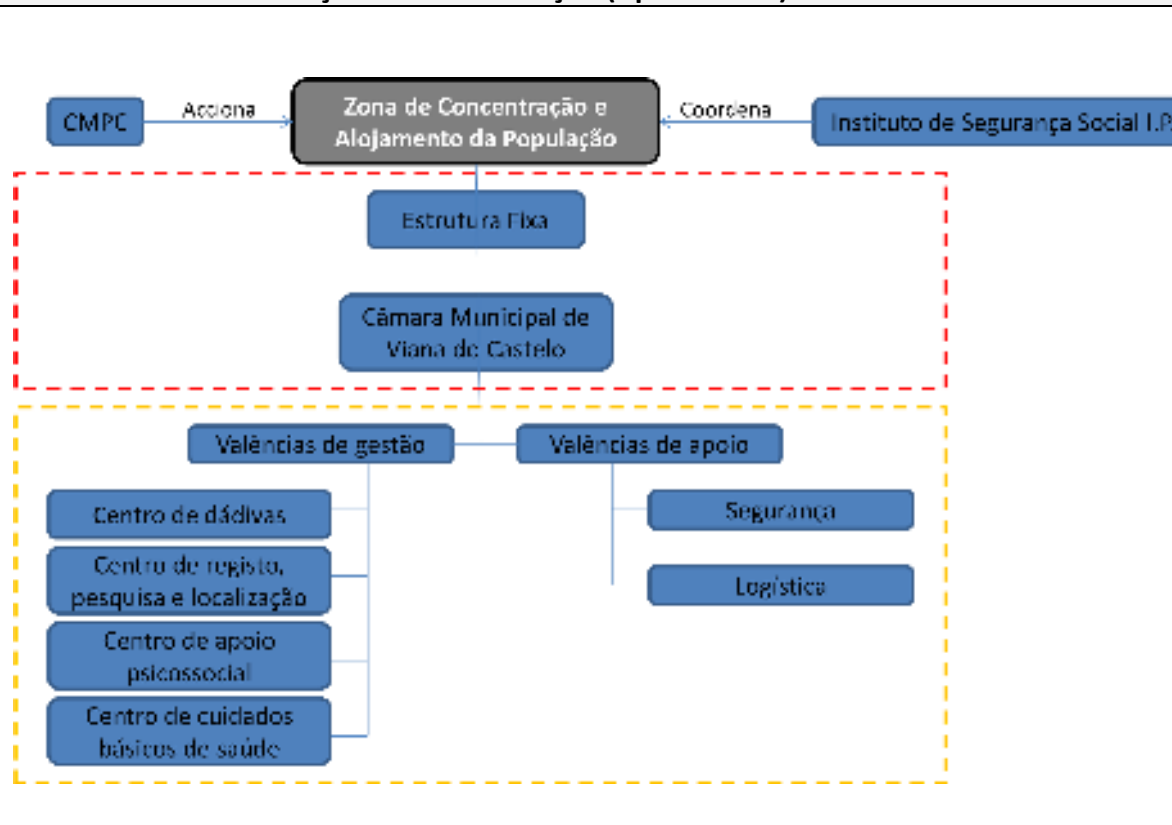 CMPC
Acciona
Zona de Concentração e
Alojamento da População
Coordena
Instituto de Segurança Social I.P
Estrutura Fixa
Câmara Municipal de
Viana do Castelo
Valências de gestão
Valências de apoio
Centro de dádivas
Segurança
Centro de registo,
pesquisa e localização
Logística
Centro de apoio
psicossocial
Centro de cuidados
básicos de saúde